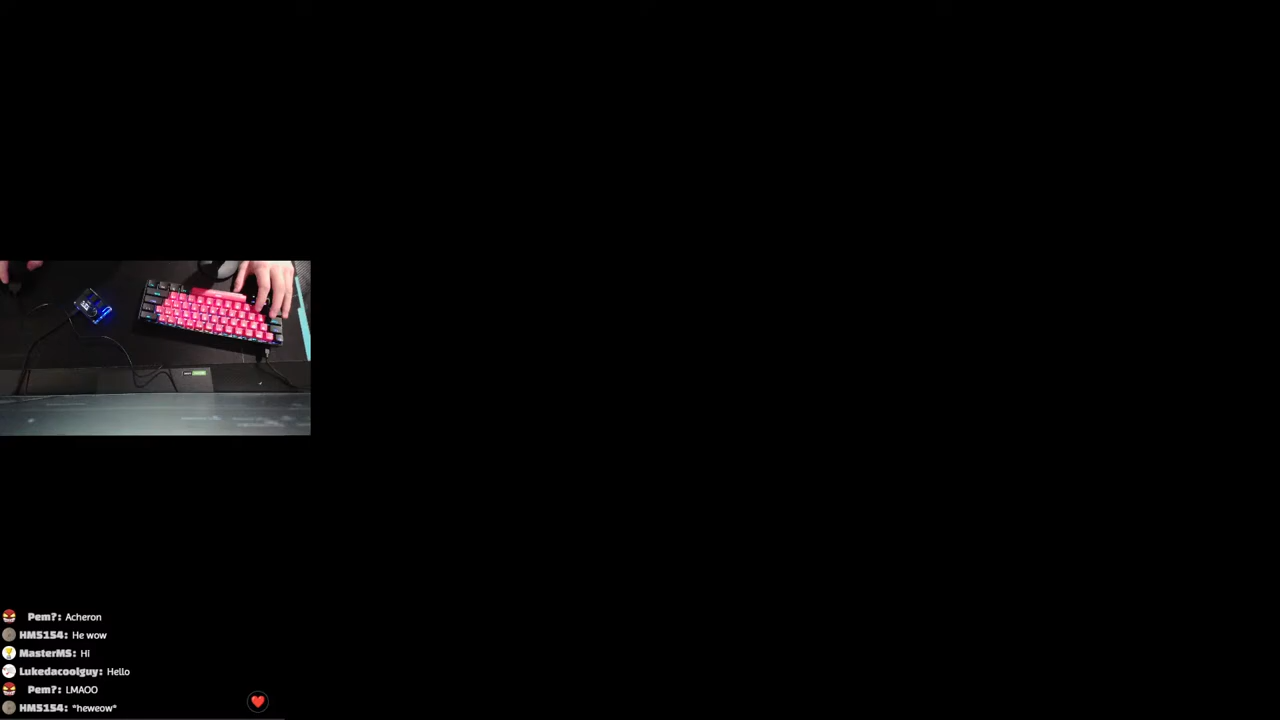 Pem?: Acheron
HM5154: He wow
MasterMS: Hi
Lukedacoolguy: Hello
Pem?: LMAOO
HM5154: *heweow*